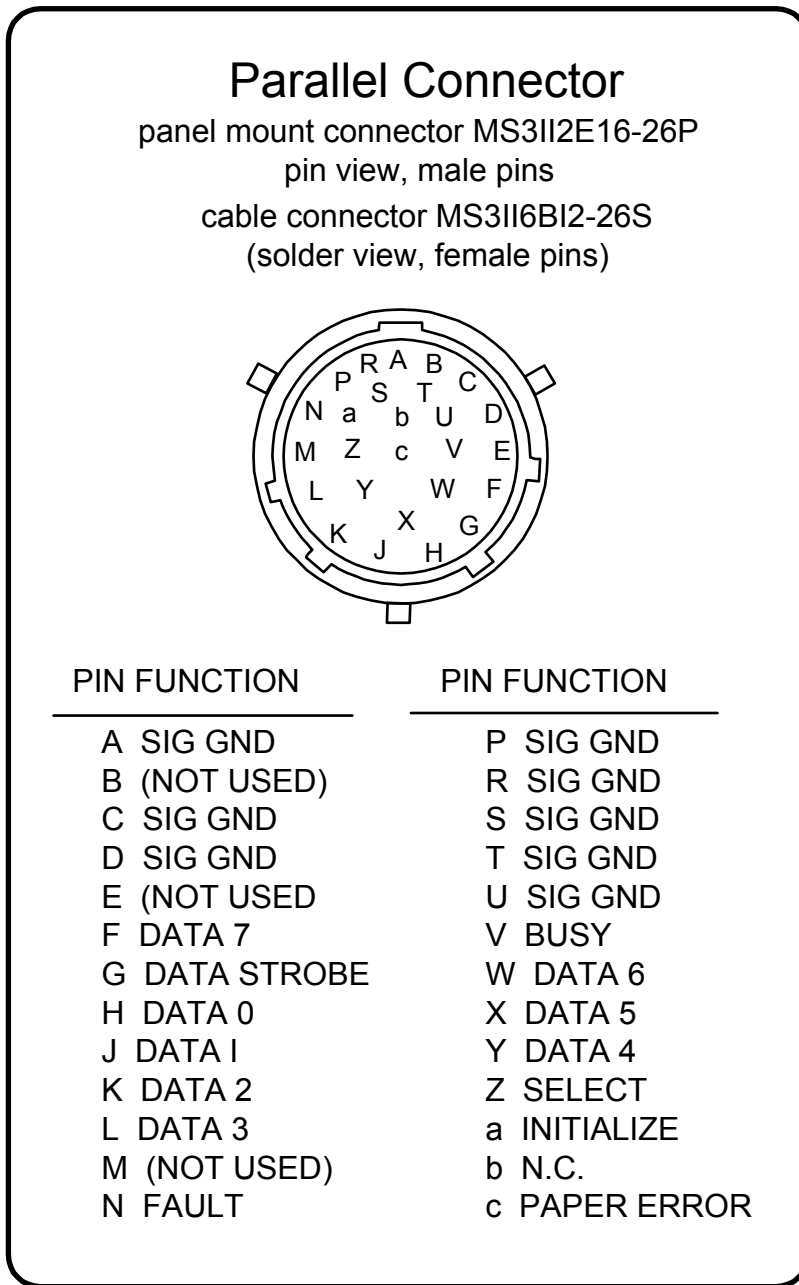 Parallel Connector
panel mount connector MS3II2E16-26P
pin view, male pins
cable connector MS3II6BI2-26S
(solder view, female pins)
R A B
P S T C
N a b U D
M Z c V E
L Y W F
K X G
J H
PIN FUNCTION
A SIG GND
B (NOT USED)
C SIG GND
D SIG GND
E (NOT USED
F DATA 7
G DATA STROBE
H DATA 0
J DATA I
K DATA 2
L DATA 3
M (NOT USED)
N FAULT
PIN FUNCTION
P SIG GND
R SIG GND
S SIG GND
T SIG GND
U SIG GND
V BUSY
W DATA 6
X DATA 5
Y DATA 4
Z SELECT
a INITIALIZE
b N.C.
c PAPER ERROR